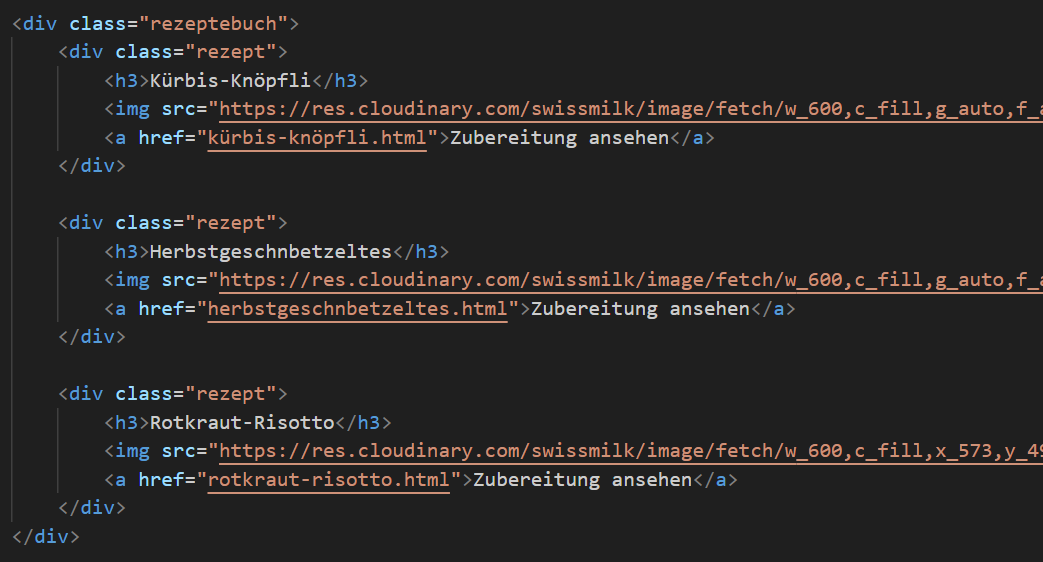 <div class="rezeptebuch">
<div class="rezept">
<h3>Kürbis-Knöpfli</h3>
<img src="https://res.cloudinary.com/swissmilk/image/fetch/w_600,c_fill,g_auto,f_a
<a href="kürbis-knöpfli.html">Zubereitung ansehen</a>
</div>
<div class="rezept">
<h3>Herbstgeschnbetzeltes</h3>
<img src="https://res.cloudinary.com/swissmilk/image/fetch/w_600,c_fill,g_auto,f_a
<a href="herbstgeschnbetzeltes.html">Zubereitung ansehen</a>
</div>
<div class="rezept">
<h3>Rotkraut-Risotto</h3>
<img src="https://res.cloudinary.com/swissmilk/image/fetch/w_600,c_fill,x_573,y_49
<a href="rotkraut-risotto.html">Zubereitung ansehen</a>
</div>
</div>